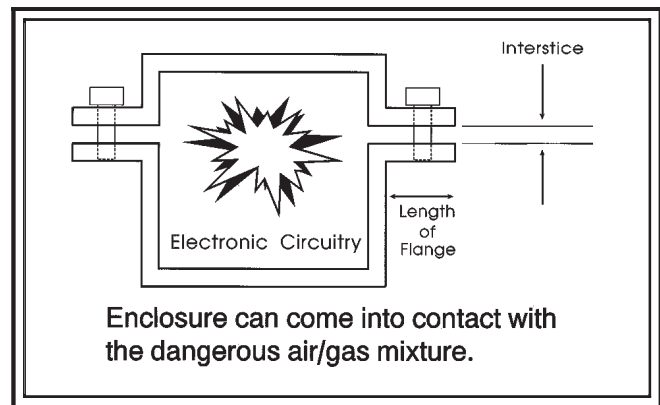 Interstice
Electronic Circuitry
Length
of
Flange
Enclosure can come into contact with
the dangerous air/gas mixture.